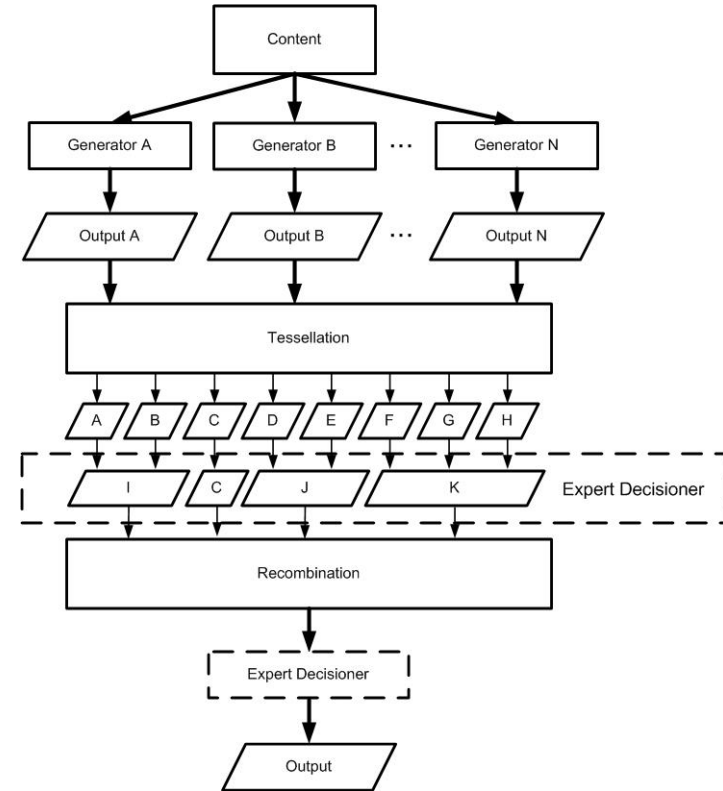 Content
Generator A
Generator B
...
Generator N
Output A
Output B
...
Output N
Tessellation
A
B
C
D
E
F
G
H
I
C
J
K
Expert Decisioner
Recombination
Expert Decisioner
Output